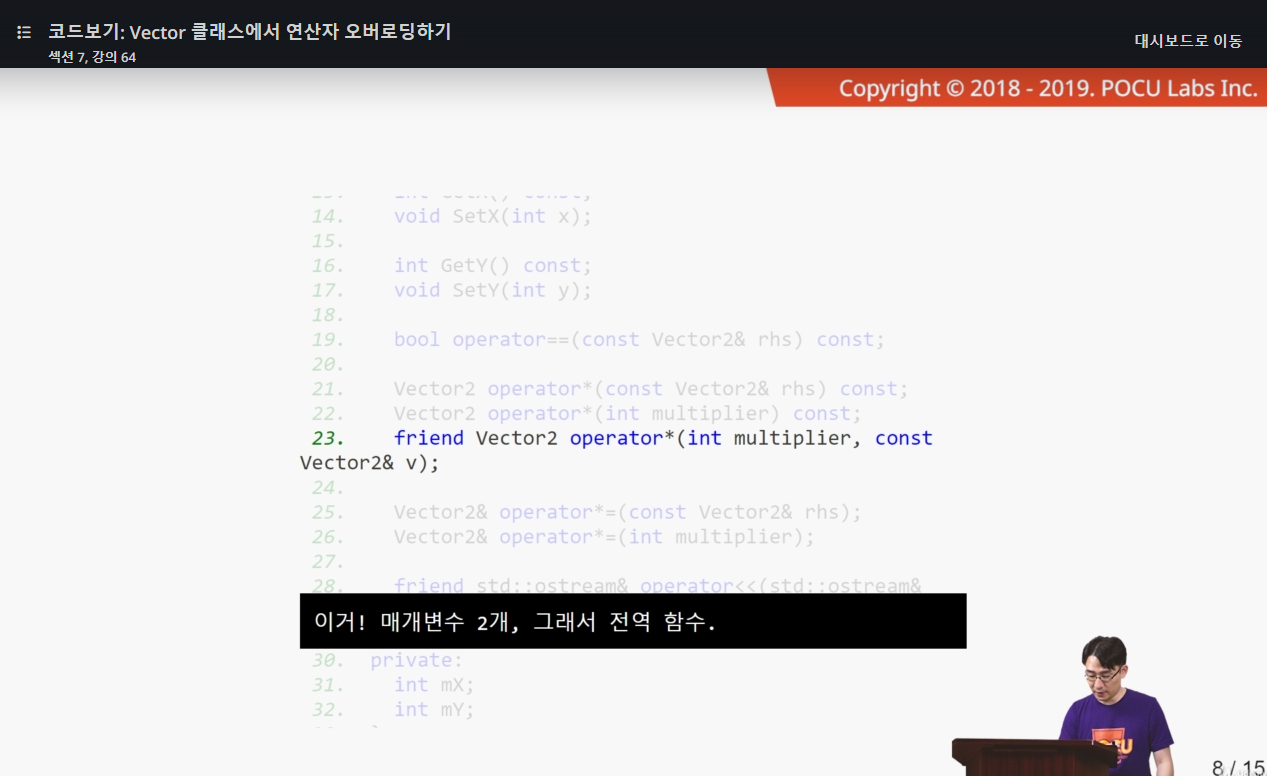 코드보기: Vector 클래스에서 연산자 오버로딩하기
섹션 7, 강의 64
대시보드로 이동
Copyright © 2018 - 2019. POCU Labs Inc.
14. void SetX(int x);
15.
16. int GetY() const;
17. void SetY(int y);
18.
19. bool operator==(const Vector2& rhs) const;
20.
21. Vector2 operator*(const Vector2& rhs) const;
22. Vector2 operator*(int multiplier) const;
23. friend Vector2 operator*(int multiplier, const
Vector2& v);
24.
25. Vector2& operator*=(const Vector2& rhs);
26. Vector2& operator*=(int multiplier);
27.
28. friend std::ostream& operator<<(std::ostream&
이거! 매개변수 2개, 그래서 전역 함수.
30. private:
31. int mX;
32. int mY;
8 / 15